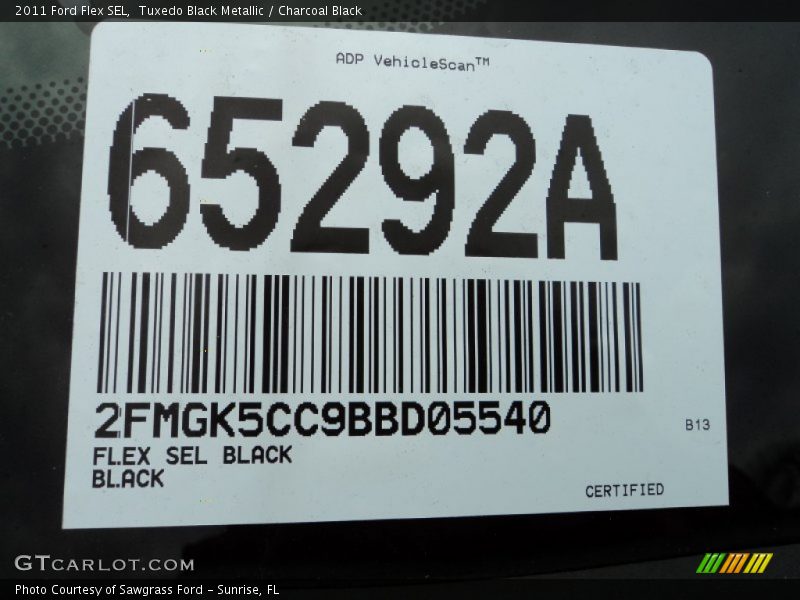 2011 Ford Flex SEL,  Tuxedo Black Metallic / Charcoal Black
ADP VehicleScan™
65292A
2FMGK5CC9BBD05540
B13
FLEX SEL BLACK
BLACK
CERTIFIED
GTCARLOT.COM
Photo Courtesy of Sawgrass Ford - Sunrise, FL